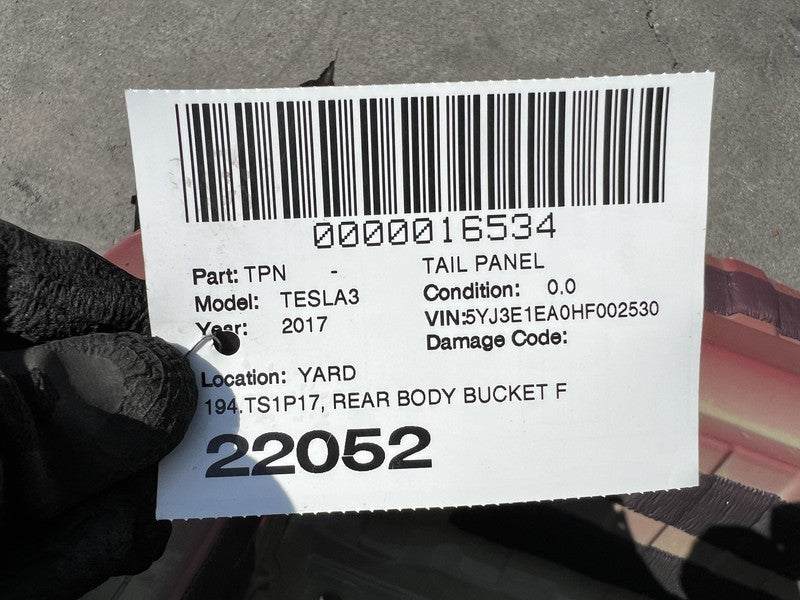 0000016534
Part: TPN - TAIL PANEL
Model: TESLA3 Condition: 0.0
Year: 2017 VIN:5YJ3E1EA0HF002530
Damage Code:
Location: YARD
194.TS1P17, REAR BODY BUCKET F
22052